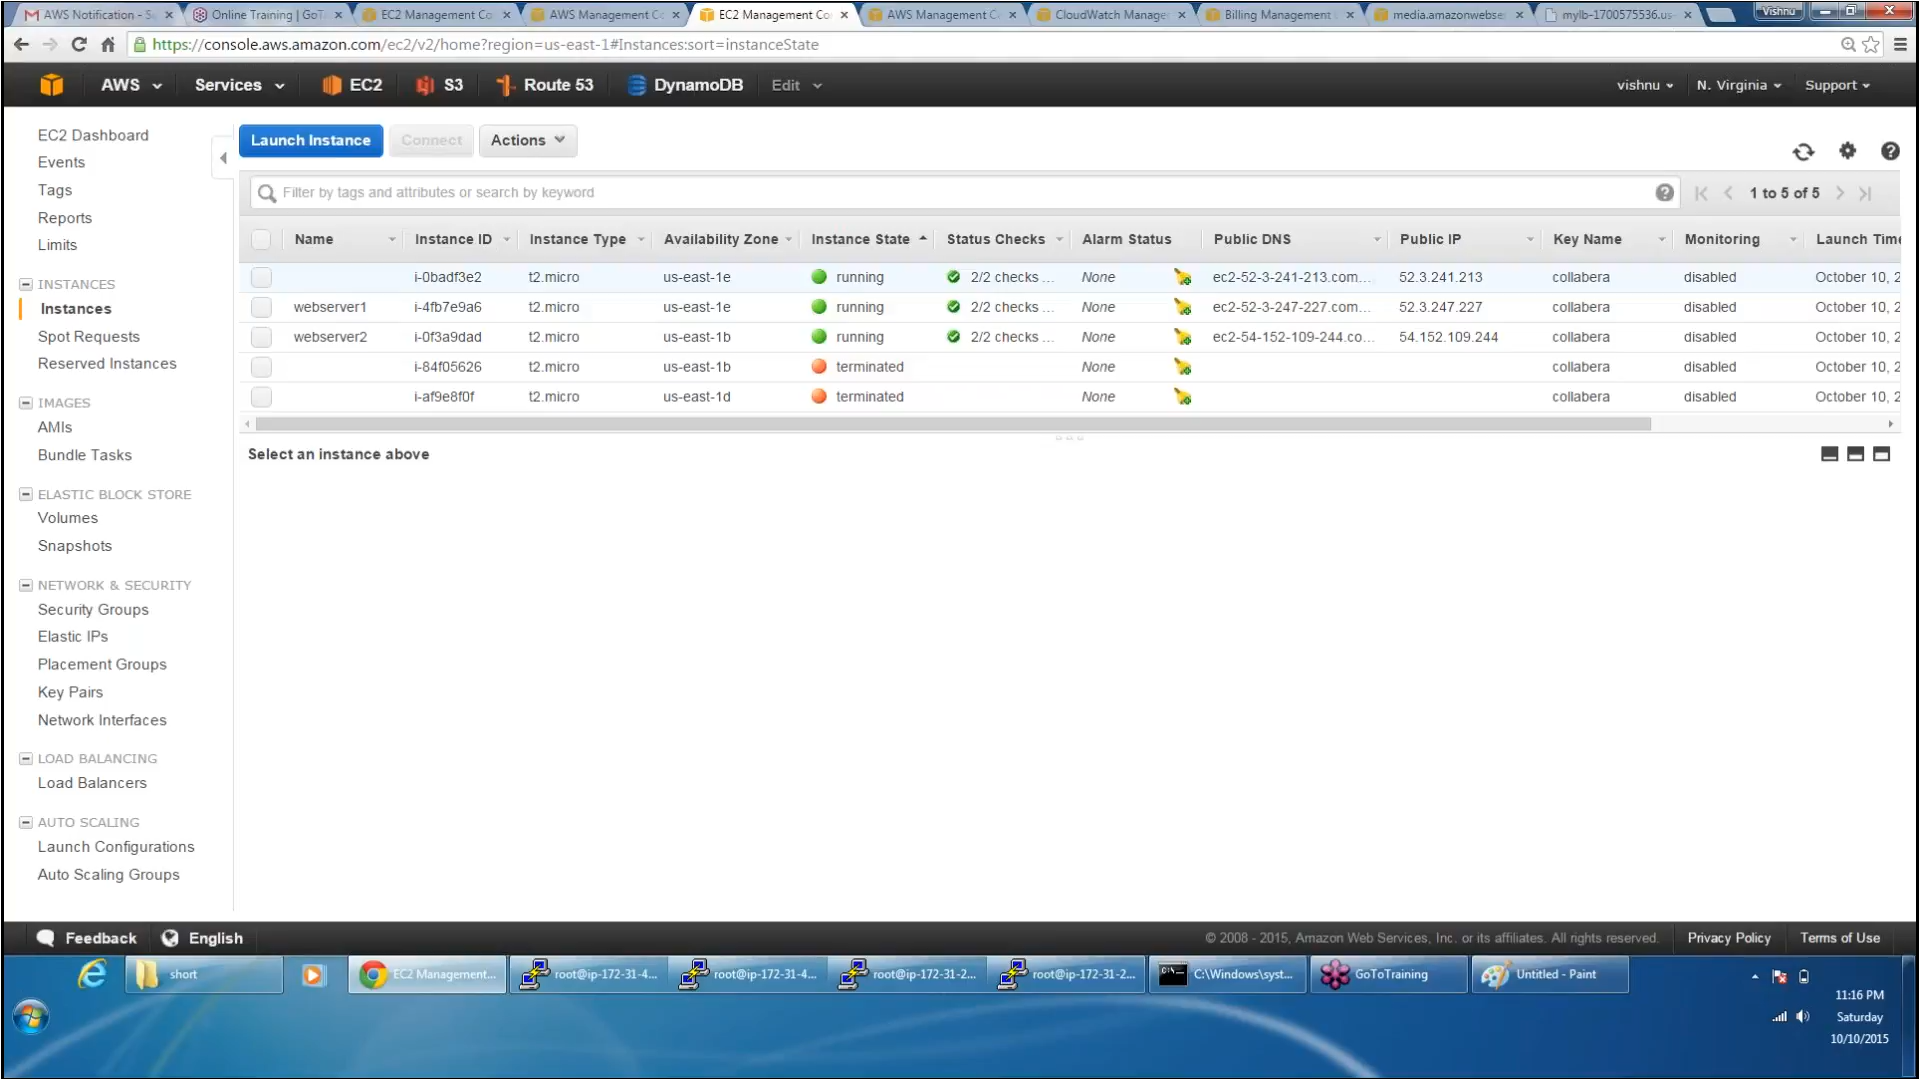 AWS Notification - S
Online Training | GoT
EC2 Management Co
AWS Management Co
EC2 Management Co
AWS Management C
CloudWatch Manage
Billing Management
media.amazonwebse
mylb-1700575536.us-
Vishnu
https://console.aws.amazon.com/ec2/v2/home?region=us-east-1#Instances:sort=instanceState
AWS Services EC2 S3 Route 53 DynamoDB Edit vishnu N. Virginia Support
EC2 Dashboard
Events
Tags
Reports
Limits
INSTANCES
Instances
Spot Requests
Reserved Instances
IMAGES
AMIs
Bundle Tasks
ELASTIC BLOCK STORE
Volumes
Snapshots
NETWORK & SECURITY
Security Groups
Elastic IPs
Placement Groups
Key Pairs
Network Interfaces
LOAD BALANCING
Load Balancers
AUTO SCALING
Launch Configurations
Auto Scaling Groups
Launch Instance Connect Actions
Filter by tags and attributes or search by keyword 1 to 5 of 5
Name Instance ID Instance Type Availability Zone Instance State Status Checks Alarm Status Public DNS Public IP Key Name Monitoring Launch Time
i-0badf3e2 t2.micro us-east-1e running 2/2 checks ... None ec2-52-3-241-213.com... 52.3.241.213 collabera disabled October 10, 2
webserver1 i-4fb7e9a6 t2.micro us-east-1e running 2/2 checks ... None ec2-52-3-247-227.com... 52.3.247.227 collabera disabled October 10, 2
webserver2 i-0f3a9dad t2.micro us-east-1b running 2/2 checks ... None ec2-54-152-109-244.co... 54.152.109.244 collabera disabled October 10, 2
i-84f05626 t2.micro us-east-1b terminated None collabera disabled October 10, 2
i-af9e8f0f t2.micro us-east-1d terminated None collabera disabled October 10, 2
Select an instance above
Feedback English © 2008 - 2015, Amazon Web Services, Inc. or its affiliates. All rights reserved. Privacy Policy Terms of Use
short
EC2 Management...
root@ip-172-31-4...
root@ip-172-31-4...
root@ip-172-31-2...
root@ip-172-31-2...
C:\Windows\syst...
GoToTraining
Untitled - Paint
11:16 PM
Saturday
10/10/2015